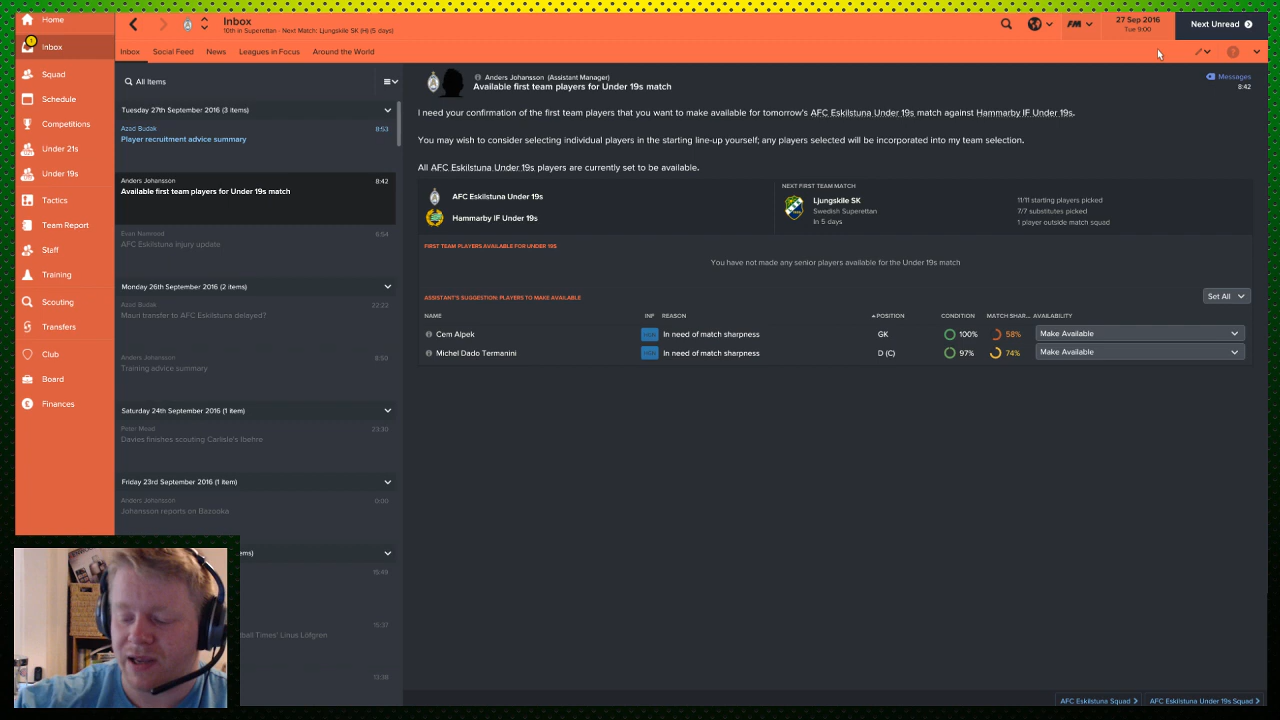 Home
Inbox
Squad
Schedule
Competitions
Under 21s
Under 19s
Tactics
Team Report
Staff
Training
Scouting
Transfers
Club
Board
Finances
Inbox
10th in Superettan - Next Match: Ljungskile SK (H) (5 days)
FM
27 Sep 2016
Tue 9:00
Next Unread
Inbox
Social Feed
News
Leagues in Focus
Around the World
All Items
Tuesday 27th September 2016 (3 items)
Azad Budak
8:53
Player recruitment advice summary
Anders Johansson
8:42
Available first team players for Under 19s match
8:54
AFC Eskilstuna injury update
Monday 26th September 2016 (2 items)
Azad Budak
22:22
Mauri transfer to AFC Eskilstuna delayed?
Anders Johansson
8:53
Training advice summary
Saturday 24th September 2016 (1 item)
Peter Mead
23:30
Davies finishes scouting Carlisle's Ibehre
Friday 23rd September 2016 (1 item)
Anders Johansson
0:00
Johansson reports on Bazooka
ems)
15:49
15:37
tball Times' Linus Löfgren
13:38
Anders Johansson (Assistant Manager)
Available first team players for Under 19s match
Messages
8:42
I need your confirmation of the first team players that you want to make available for tomorrow's AFC Eskilstuna Under 19s match against Hammarby IF Under 19s.
You may wish to consider selecting individual players in the starting line-up yourself; any players selected will be incorporated into my team selection.
All AFC Eskilstuna Under 19s players are currently set to be available.
AFC Eskilstuna Under 19s
Hammarby IF Under 19s
NEXT FIRST TEAM MATCH
Ljungskile SK
Swedish Superettan
In 5 days
11/11 starting players picked
7/7 substitutes picked
1 player outside match squad
FIRST TEAM PLAYERS AVAILABLE FOR UNDER 19S
You have not made any senior players available for the Under 19s match
ASSISTANT'S SUGGESTION: PLAYERS TO MAKE AVAILABLE
Set All
NAME INF REASON POSITION CONDITION MATCH SHAR... AVAILABILITY
Cem Alpek HGN In need of match sharpness GK 100% 58% Make Available
Michel Dado Termanini HGN In need of match sharpness D (C) 97% 74% Make Available
AFC Eskilstuna Squad
AFC Eskilstuna Under 19s Squad